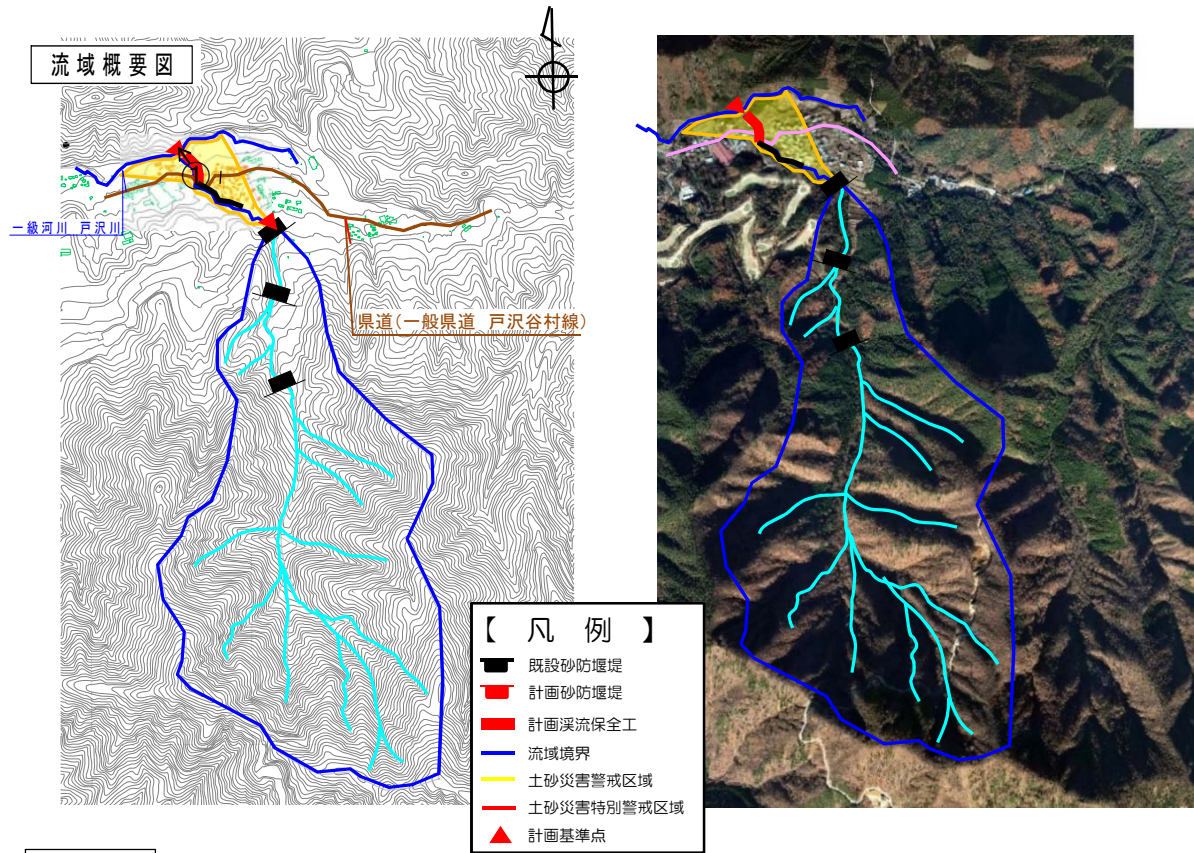 流域概要図
一級河川 戸沢川
県道(一般県道 戸沢谷村線)
【 凡 例 】
既設砂防堰堤
計画砂防堰堤
計画渓流保全工
流域境界
土砂災害警戒区域
土砂災害特別警戒区域
計画基準点